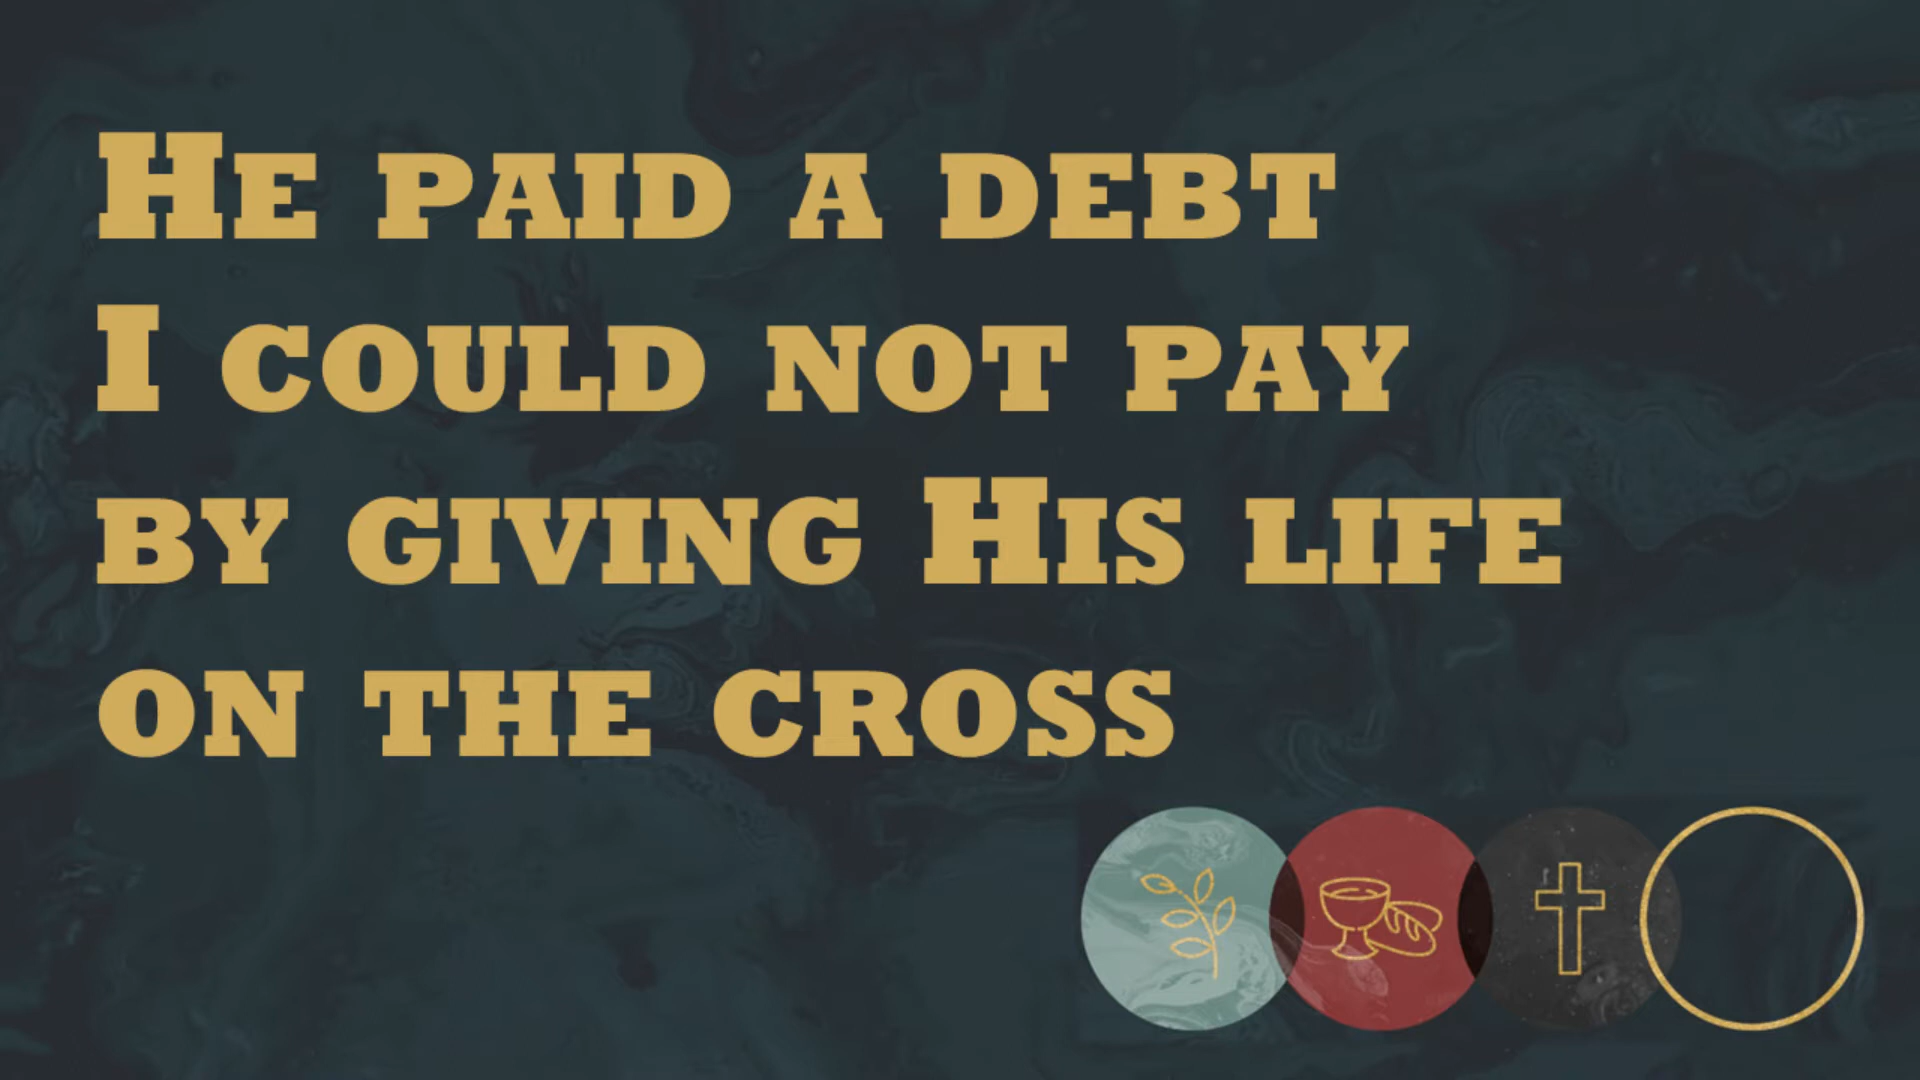 He paid a debt
I could not pay
by giving His life
on the cross